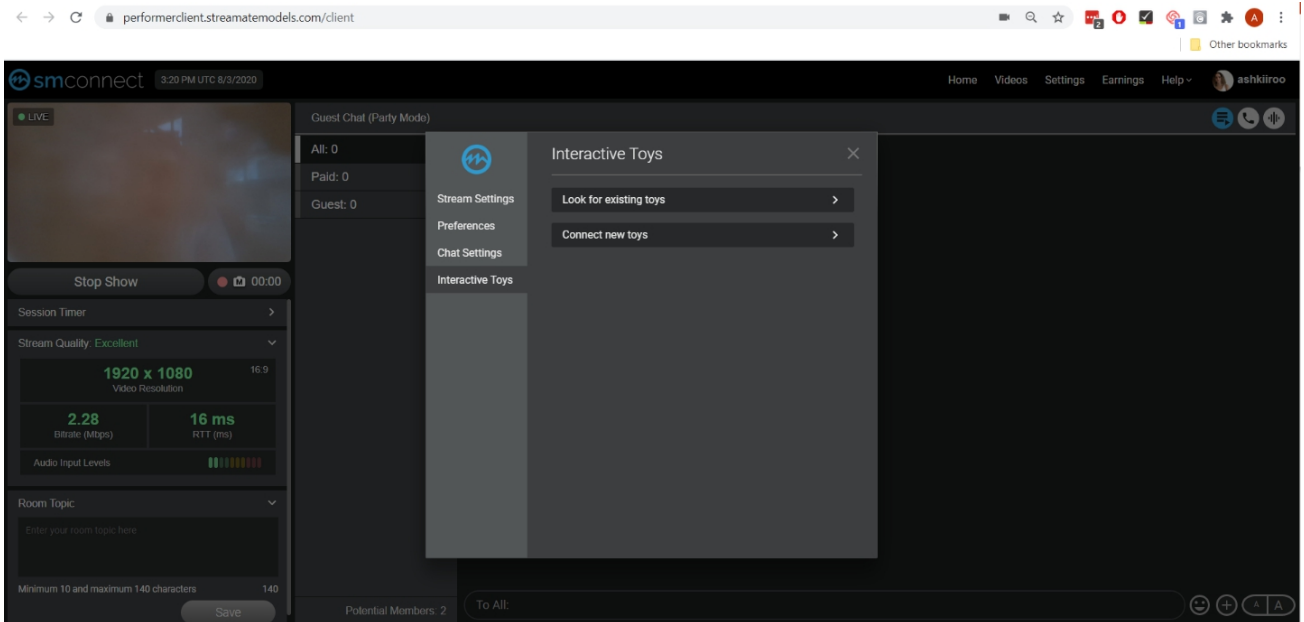 performerclient.streamatemodels.com/client
2
1
A
Other bookmarks
smconnect 3:20 PM UTC 8/3/2020
Home Videos Settings Earnings Help ashkiiroo
LIVE
Guest Chat (Party Mode)
All: 0
Paid: 0
Guest: 0
Stream Settings
Preferences
Chat Settings
Interactive Toys
Interactive Toys
Look for existing toys
Connect new toys
Stop Show
00:00
Session Timer
Stream Quality: Excellent
1920 x 1080 16:9
Video Resolution
2.28 16 ms
Bitrate (Mbps) RTT (ms)
Audio Input Levels
Room Topic
Enter your room topic here
Minimum 10 and maximum 140 characters 140
Save
Potential Members: 2
To All:
A A